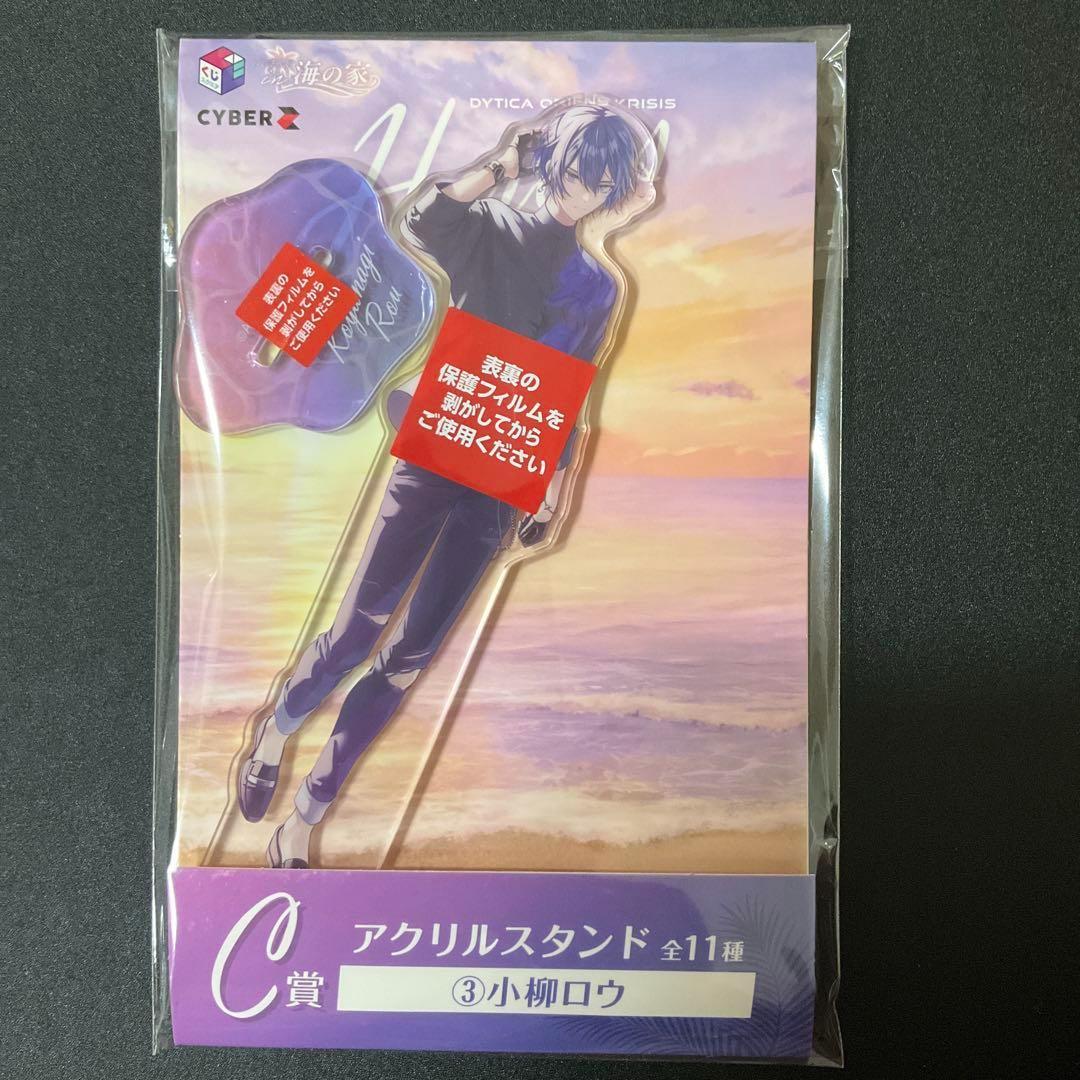 くじ
海の家
CYBER Z
DYTICA ORIENS KRISIS
表裏の
保護フィルムを
剥がしてから
ご使用ください
Koyanagi
Rou
表裏の
保護フィルムを
剥がしてから
ご使用ください
C賞
アクリルスタンド 全11種
③小柳ロウ